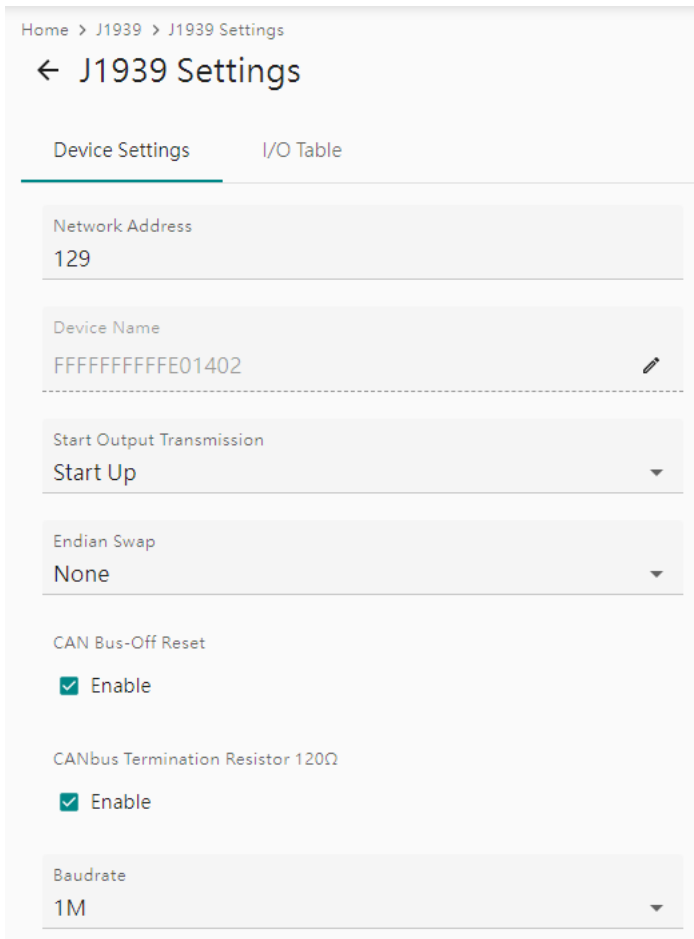 Home > J1939 > J1939 Settings
← J1939 Settings
Device Settings I/O Table
Network Address
129
Device Name
FFFFFFFFFFE01402
Start Output Transmission
Start Up
Endian Swap
None
CAN Bus-Off Reset
Enable
CANbus Termination Resistor 120Ω
Enable
Baudrate
1M